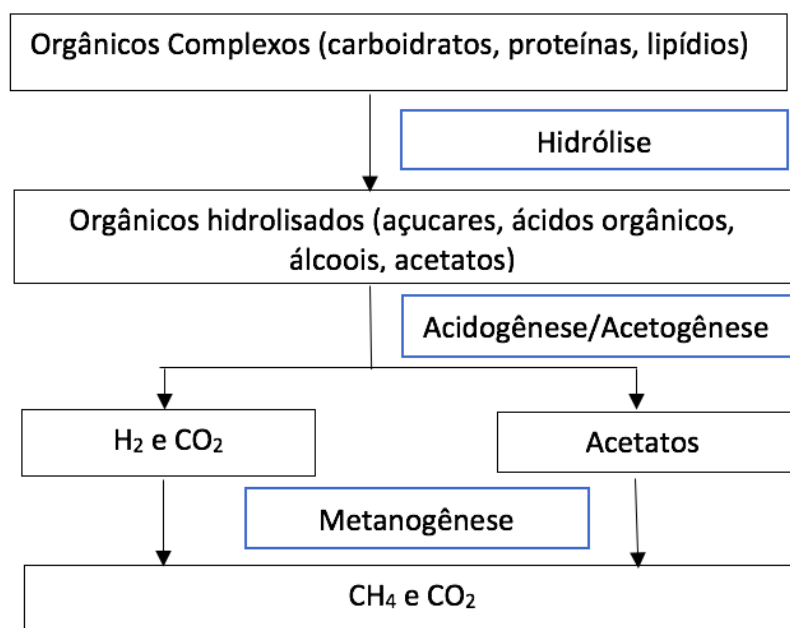 Orgânicos Complexos (carboidratos, proteínas, lipídios)
Hidrólise
Orgânicos hidrolisados (açucares, ácidos orgânicos,
álcoois, acetatos)
Acidogênese/Acetogênese
H₂ e CO₂
Acetatos
Metanogênese
CH₄ e CO₂